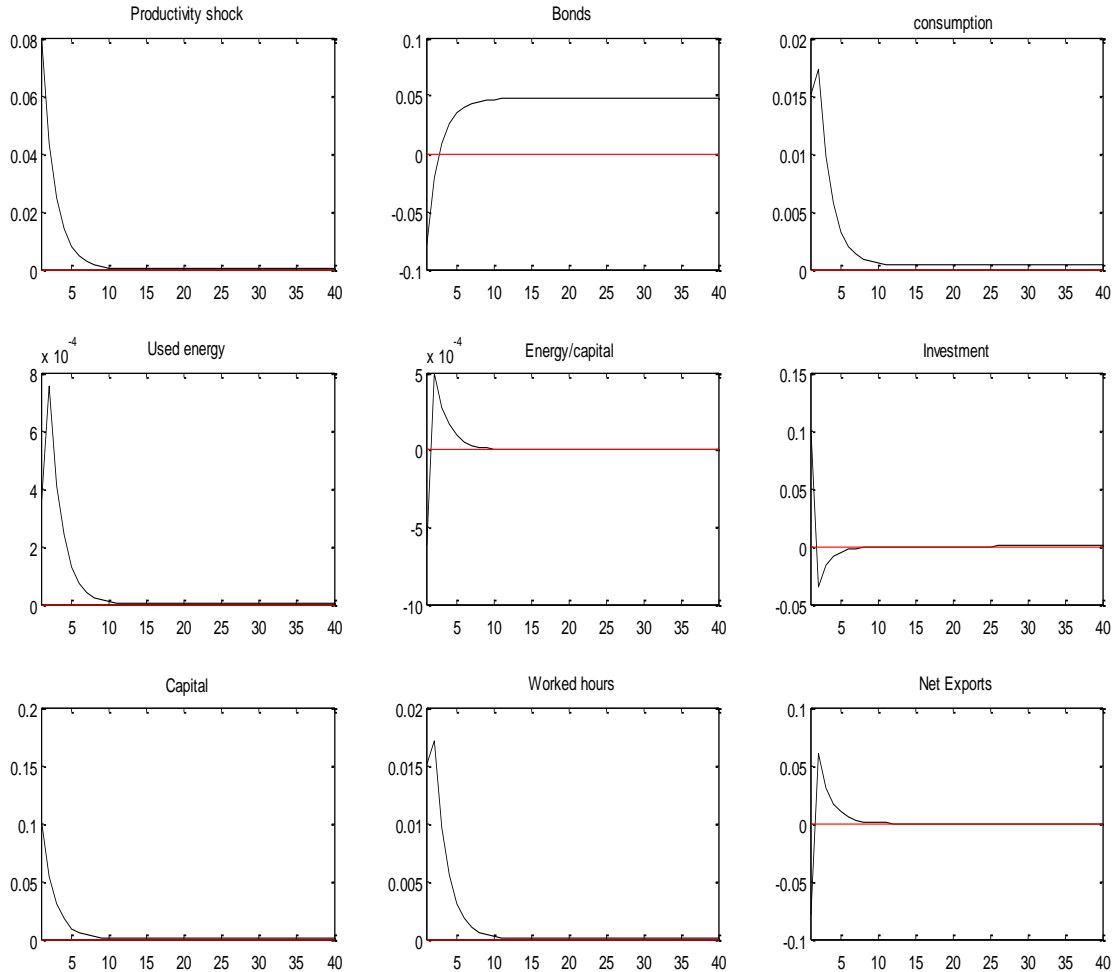 Productivity shock
0.08
0.06
0.04
0.02
0
5 10 15 20 25 30 35 40
Bonds
0.1
0.05
0
-0.05
-0.1
5 10 15 20 25 30 35 40
consumption
0.02
0.015
0.01
0.005
0
5 10 15 20 25 30 35 40
Used energy
x 10-4
8
6
4
2
0
5 10 15 20 25 30 35 40
Energy/capital
x 10-4
5
0
-5
-10
5 10 15 20 25 30 35 40
Investment
0.15
0.1
0.05
0
-0.05
5 10 15 20 25 30 35 40
Capital
0.2
0.15
0.1
0.05
0
5 10 15 20 25 30 35 40
Worked hours
0.02
0.015
0.01
0.005
0
5 10 15 20 25 30 35 40
Net Exports
0.1
0.05
0
-0.05
-0.1
5 10 15 20 25 30 35 40